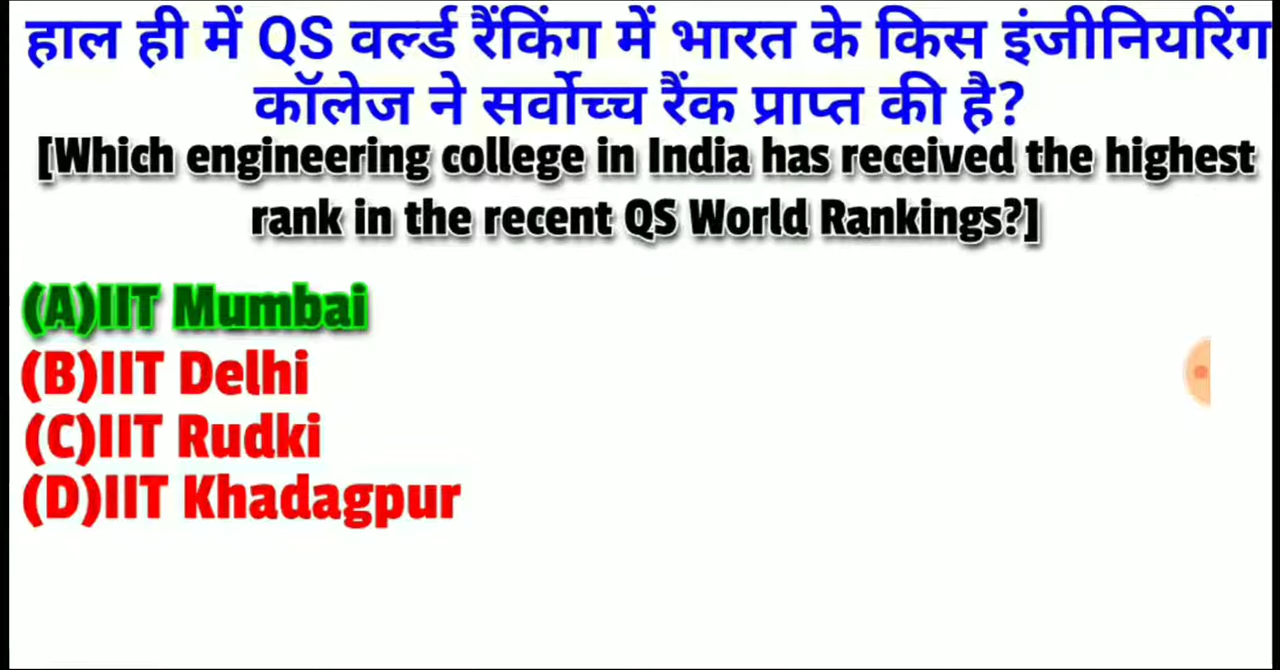 हाल ही में QS वर्ल्ड रैंकिंग में भारत के किस इंजीनियरिंग
कॉलेज ने सर्वोच्च रैंक प्राप्त की है?
[Which engineering college in India has received the highest
rank in the recent QS World Rankings?]
(A)IIT Mumbai
(B)IIT Delhi
(C)IIT Rudki
(D)IIT Khadagpur